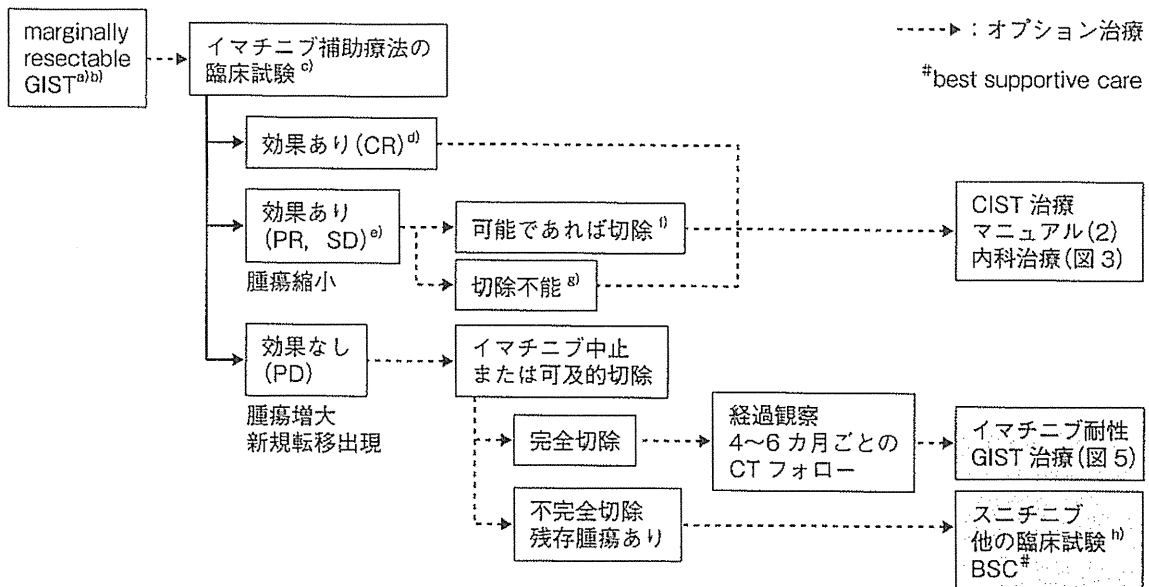 marginally
resectable
GIST a)b)
イマチニブ補助療法の
臨床試験 c)
: オプション治療
#best supportive care
効果あり(CR) d)
効果あり
(PR, SD) e)
腫瘍縮小
可能であれば切除 f)
切除不能 g)
CIST 治療
マニュアル(2)
内科治療(図3)
効果なし
(PD)
腫瘍増大
新規転移出現
イマチニブ中止
または可及的切除
完全切除
経過観察
4〜6 カ月ごとの
CT フォロー
イマチニブ耐性
GIST 治療(図5)
不完全切除
残存腫瘍あり
スニチニブ
他の臨床試験 h)
BSC#